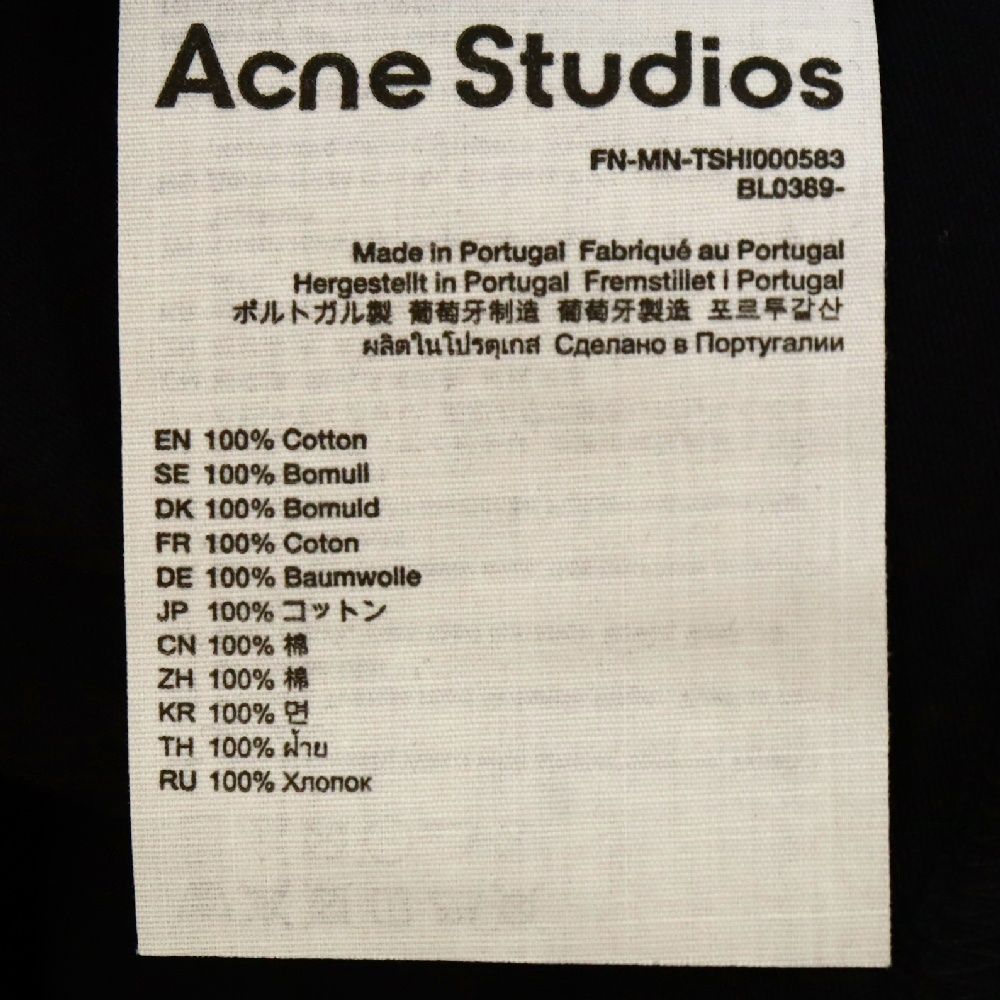 Acne Studios
FN-MN-TSHI000583
BL0389-
Made in Portugal Fabriqué au Portugal
Hergestellt in Portugal Fremstillet i Portugal
ポルトガル製 葡萄牙制造 葡萄牙製造 포르투갈산
ผลิตในโปรตุเกส Сделано в Португалии
EN 100% Cotton
SE 100% Bomull
DK 100% Bomuld
FR 100% Coton
DE 100% Baumwolle
JP 100% コットン
CN 100% 棉
ZH 100% 棉
KR 100% 면
TH 100% ฝ้าย
RU 100% Хлопок